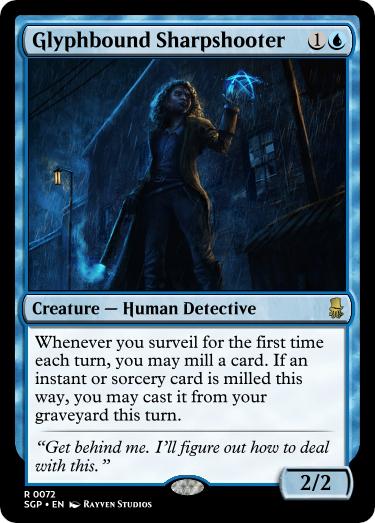 Glyphbound Sharpshooter 1
Creature — Human Detective
Whenever you surveil for the first time
each turn, you may mill a card. If an
instant or sorcery card is milled this
way, you may cast it from your
graveyard this turn.
“Get behind me. I’ll figure out how to deal
with this.”
2/2
R 0072
SGP • EN Rayven Studios